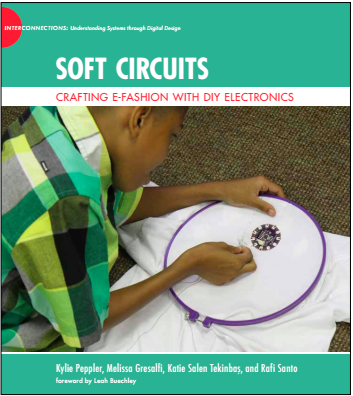 INTERCONNECTIONS: Understanding Systems through Digital Design
SOFT CIRCUITS
CRAFTING E-FASHION WITH DIY ELECTRONICS
Kylie Peppler, Melissa Gresalfi, Katie Salen Tekinbaş, and Rafi Santo
foreword by Leah Buechley